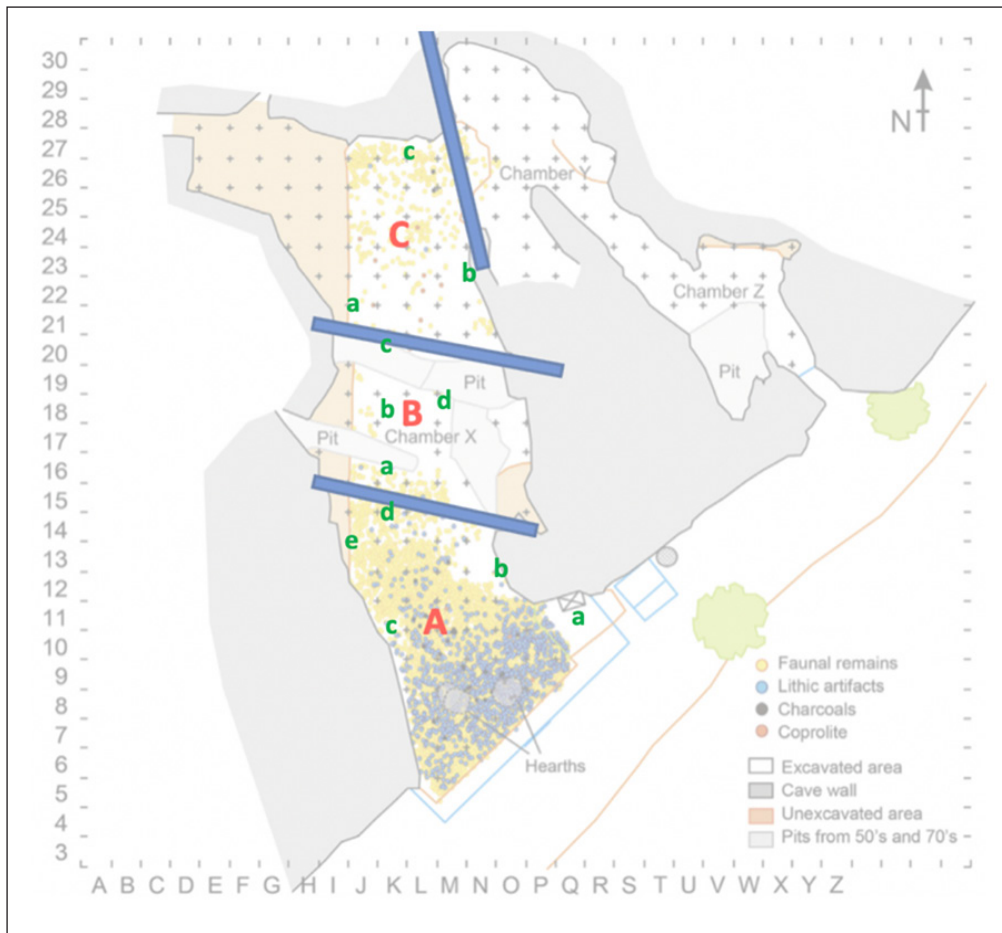 30
29
28
27
26
25
24
23
22
21
20
19
18
17
16
15
14
13
12
11
10
9
8
7
6
5
4
3
N
c
Chamber Y
C
b
Chamber Z
a
c
Pit
Pit
d
b B
Chamber X
Pit
a
d
e
b
a
c A
Hearths
Faunal remains
Lithic artifacts
Charcoals
Coprolite
Excavated area
Cave wall
Unexcavated area
Pits from 50's and 70's
A B C D E F G H I J K L M N O P Q R S T U V W X Y Z